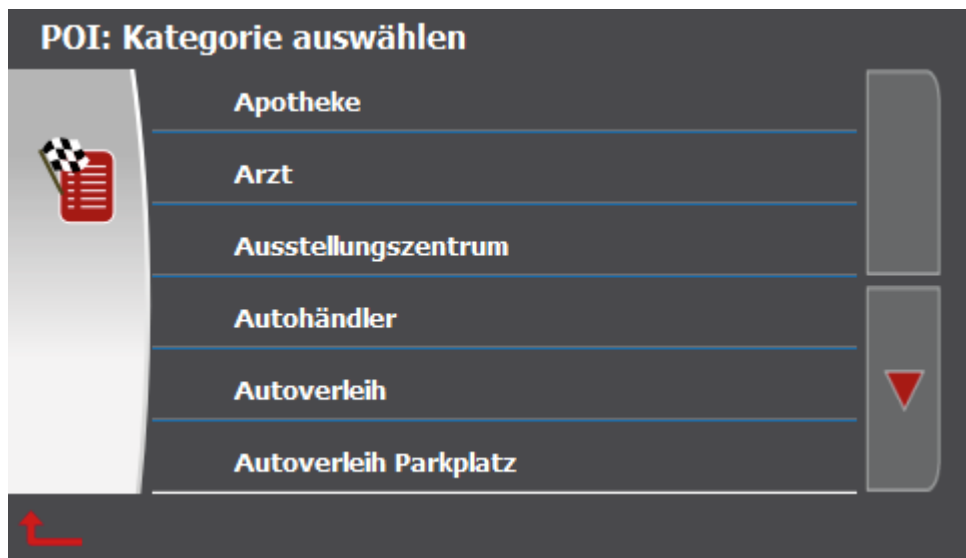 POI: Kategorie auswählen
Apotheke
Arzt
Ausstellungszentrum
Autohändler
Autoverleih
Autoverleih Parkplatz